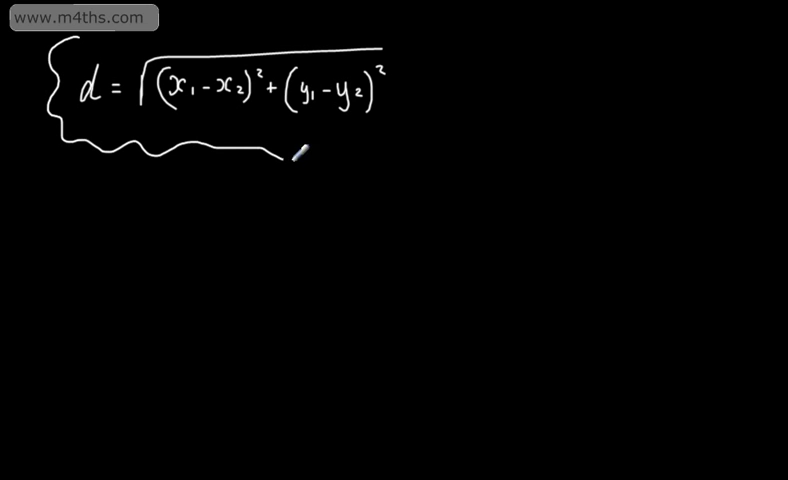 www.m4ths.com
d = √(x₁ - x₂)² + (y₁ - y₂)²